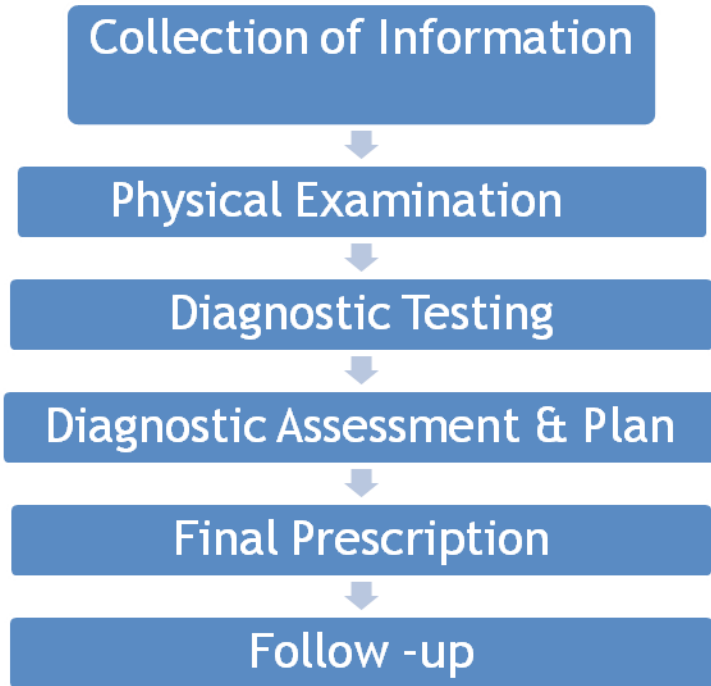 Collection of Information
Physical Examination
Diagnostic Testing
Diagnostic Assessment & Plan
Final Prescription
Follow -up